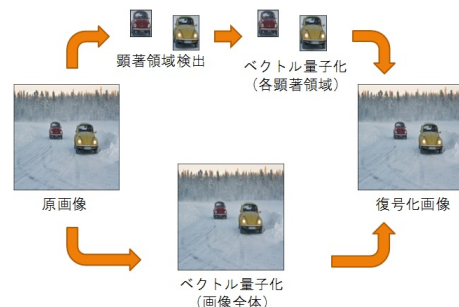 顕著領域検出
ベクトル量子化
（各顕著領域）
原画像
復号化画像
ベクトル量子化
（画像全体）